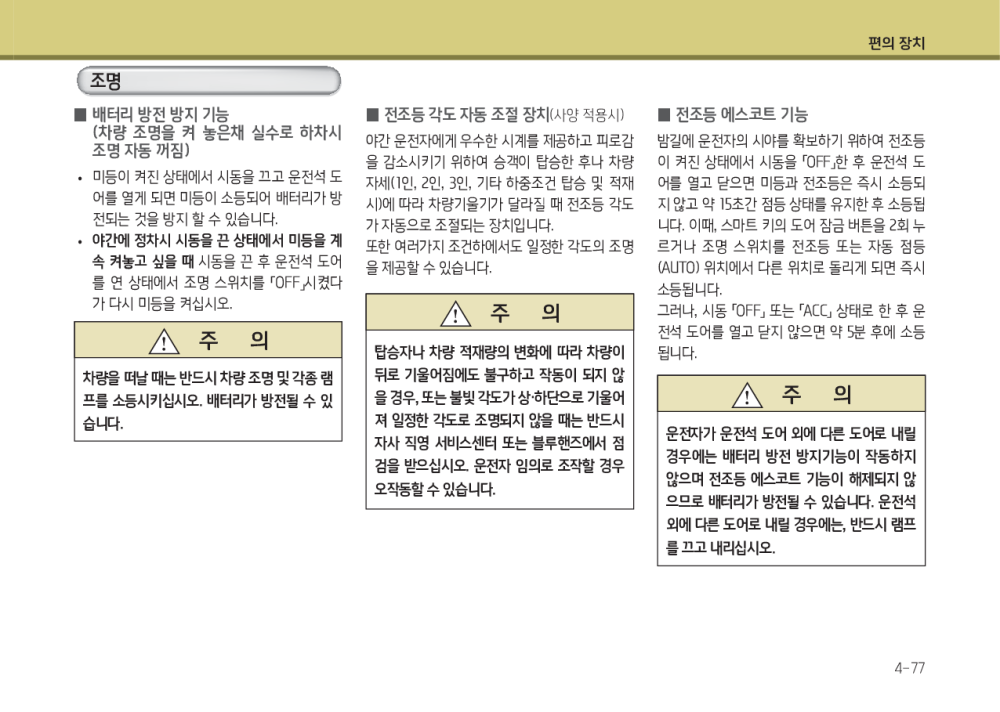 편의 장치
조명
■ 배터리 방전 방지 기능
(차량 조명을 켜 놓은채 실수로 하차시
조명 자동 꺼짐)
• 미등이 켜진 상태에서 시동을 끄고 운전석 도
어를 열게 되면 미등이 소등되어 배터리가 방
전되는 것을 방지 할 수 있습니다.
• 야간에 정차시 시동을 끈 상태에서 미등을 계
속 켜놓고 싶을 때 시동을 끈 후 운전석 도어
를 연 상태에서 조명 스위치를 「OFF」시켰다
가 다시 미등을 켜십시오.
주 의
차량을 떠날 때는 반드시 차량 조명 및 각종 램
프를 소등시키십시오. 배터리가 방전될 수 있
습니다.
■ 전조등 각도 자동 조절 장치(사양 적용시)
야간 운전자에게 우수한 시계를 제공하고 피로감
을 감소시키기 위하여 승객이 탑승한 후나 차량
자세(1인, 2인, 3인, 기타 하중조건 탑승 및 적재
시)에 따라 차량기울기가 달라질 때 전조등 각도
가 자동으로 조절되는 장치입니다.
또한 여러가지 조건하에서도 일정한 각도의 조명
을 제공할 수 있습니다.
주 의
탑승자나 차량 적재량의 변화에 따라 차량이
뒤로 기울어짐에도 불구하고 작동이 되지 않
을 경우, 또는 불빛 각도가 상·하단으로 기울어
져 일정한 각도로 조명되지 않을 때는 반드시
자사 직영 서비스센터 또는 블루핸즈에서 점
검을 받으십시오. 운전자 임의로 조작할 경우
오작동할 수 있습니다.
■ 전조등 에스코트 기능
밤길에 운전자의 시야를 확보하기 위하여 전조등
이 켜진 상태에서 시동을 「OFF」한 후 운전석 도
어를 열고 닫으면 미등과 전조등은 즉시 소등되
지 않고 약 15초간 점등 상태를 유지한 후 소등됩
니다. 이때, 스마트 키의 도어 잠금 버튼을 2회 누
르거나 조명 스위치를 전조등 또는 자동 점등
(AUTO) 위치에서 다른 위치로 돌리게 되면 즉시
소등됩니다.
그러나, 시동 「OFF」 또는 「ACC」 상태로 한 후 운
전석 도어를 열고 닫지 않으면 약 5분 후에 소등
됩니다.
주 의
운전자가 운전석 도어 외에 다른 도어로 내릴
경우에는 배터리 방전 방지기능이 작동하지
않으며 전조등 에스코트 기능이 해제되지 않
으므로 배터리가 방전될 수 있습니다. 운전석
외에 다른 도어로 내릴 경우에는, 반드시 램프
를 끄고 내리십시오.
4-77